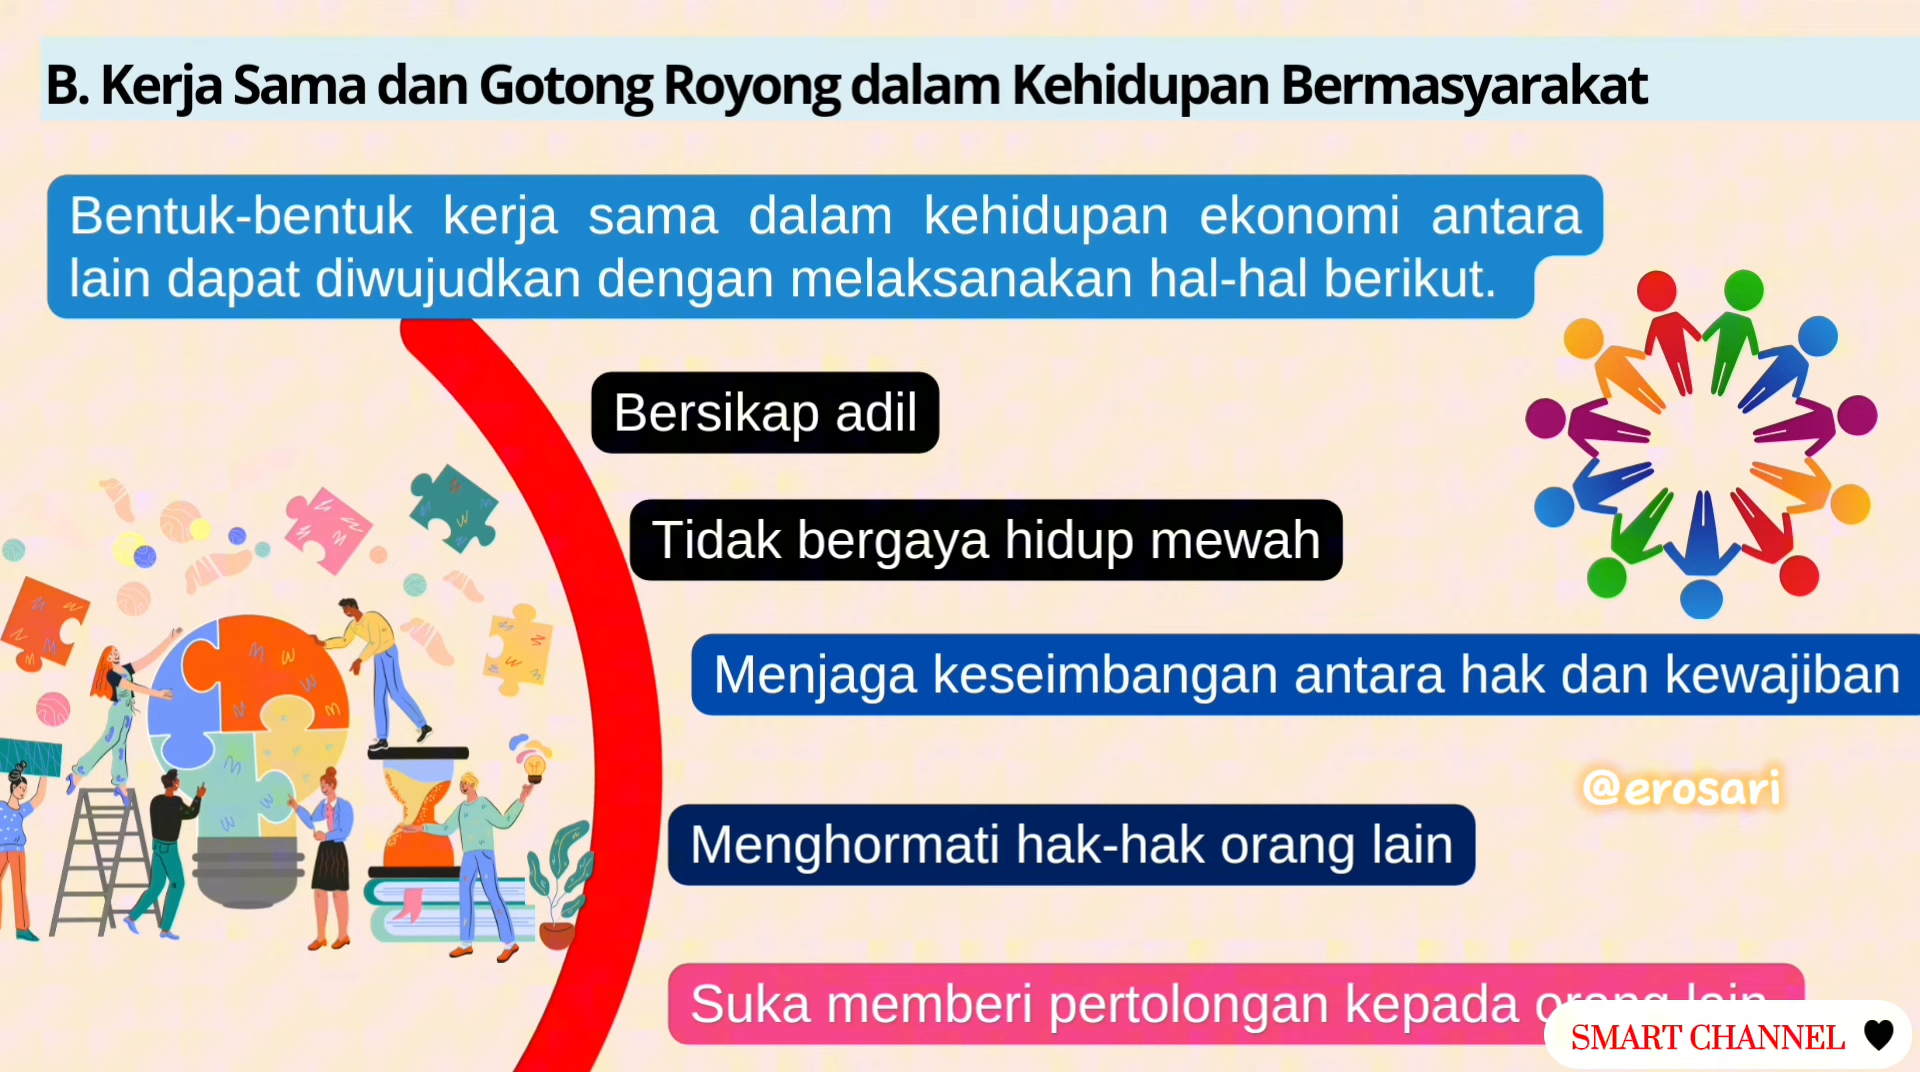 B. Kerja Sama dan Gotong Royong dalam Kehidupan Bermasyarakat
Bentuk-bentuk kerja sama dalam kehidupan ekonomi antara
lain dapat diwujudkan dengan melaksanakan hal-hal berikut.
Bersikap adil
Tidak bergaya hidup mewah
Menjaga keseimbangan antara hak dan kewajiban
@erosari
Menghormati hak-hak orang lain
Suka memberi pertolongan kepada orang lain
SMART CHANNEL